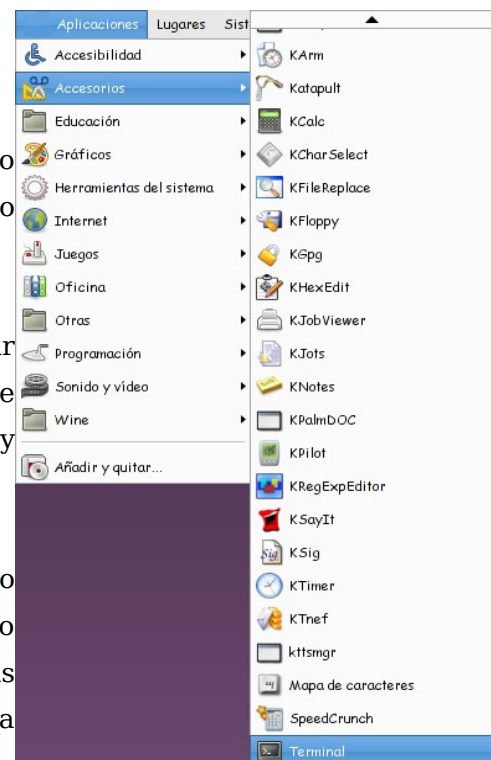 Aplicaciones Lugares Sist
Accesibilidad
Accesorios
Educación
Gráficos
Herramientas del sistema
Internet
Juegos
Oficina
Otras
Programación
Sonido y vídeo
Wine
Añadir y quitar...
KArm
Katapult
KCalc
KCharSelect
KFileReplace
KFloppy
KGpg
KHexEdit
KJobViewer
KJots
KNotes
KPalmDOC
KPilot
KRegExpEditor
KSayIt
KSig
KTimer
KTnef
kttsmgr
Mapa de caracteres
SpeedCrunch
Terminal
o
o
r
e
y
o
o
s
a